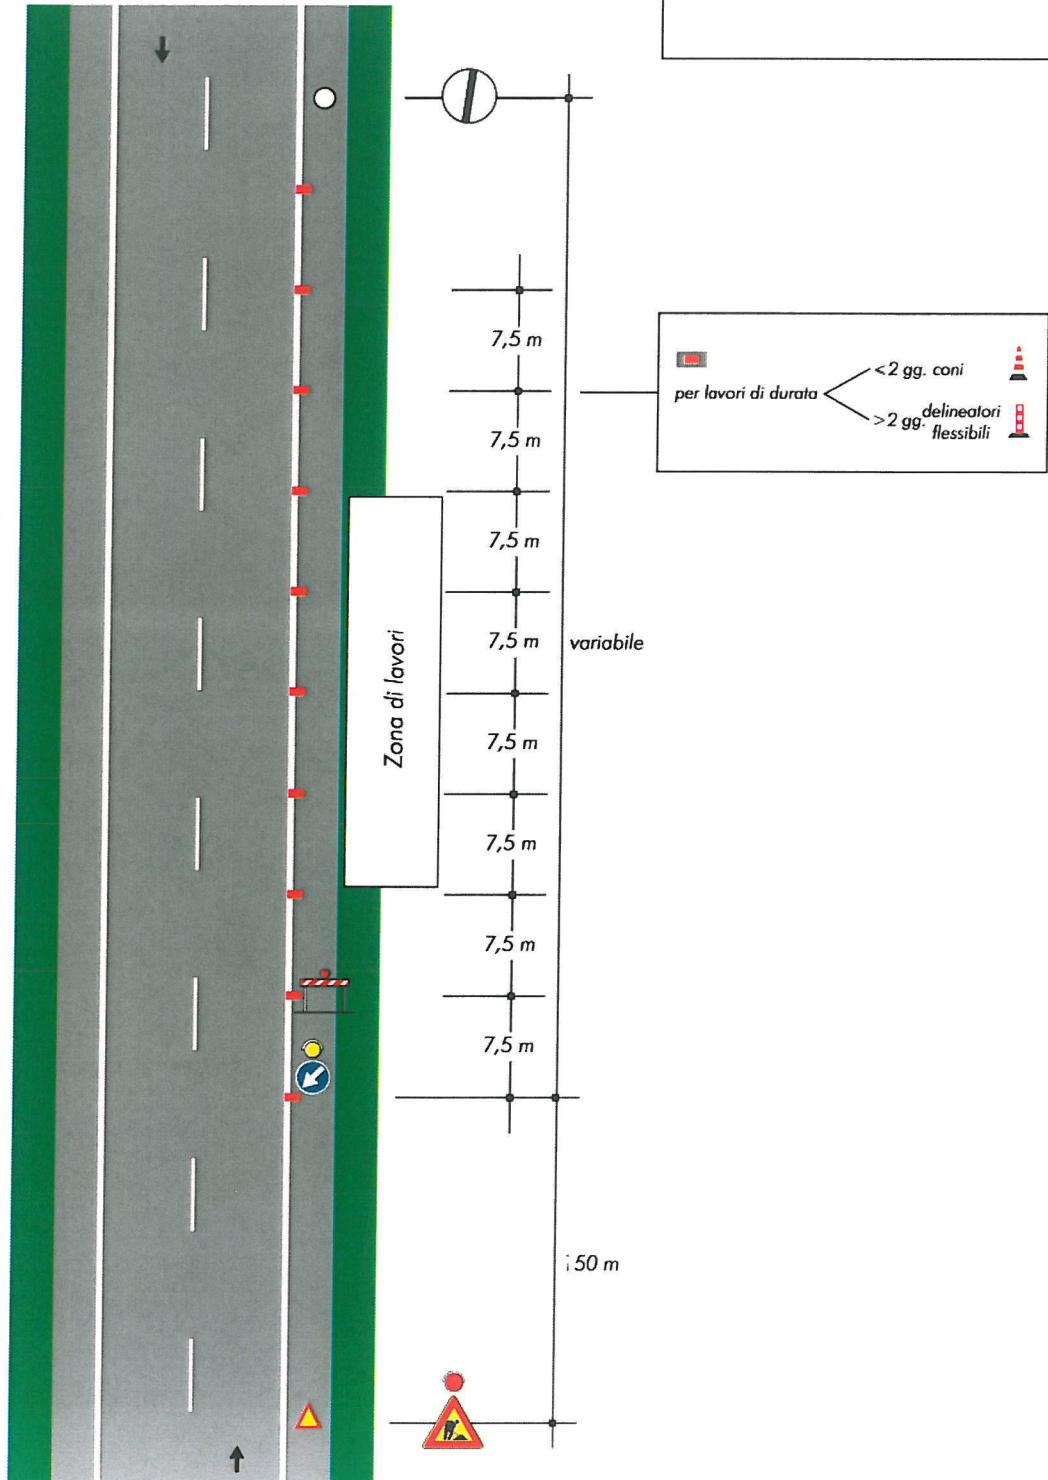 7,5 m
per lavori di durata
<2 gg. coni
>2 gg. delineatori
flessibili
7,5 m
7,5 m
7,5 m
variabile
Zona di lavori
7,5 m
7,5 m
7,5 m
7,5 m
50 m